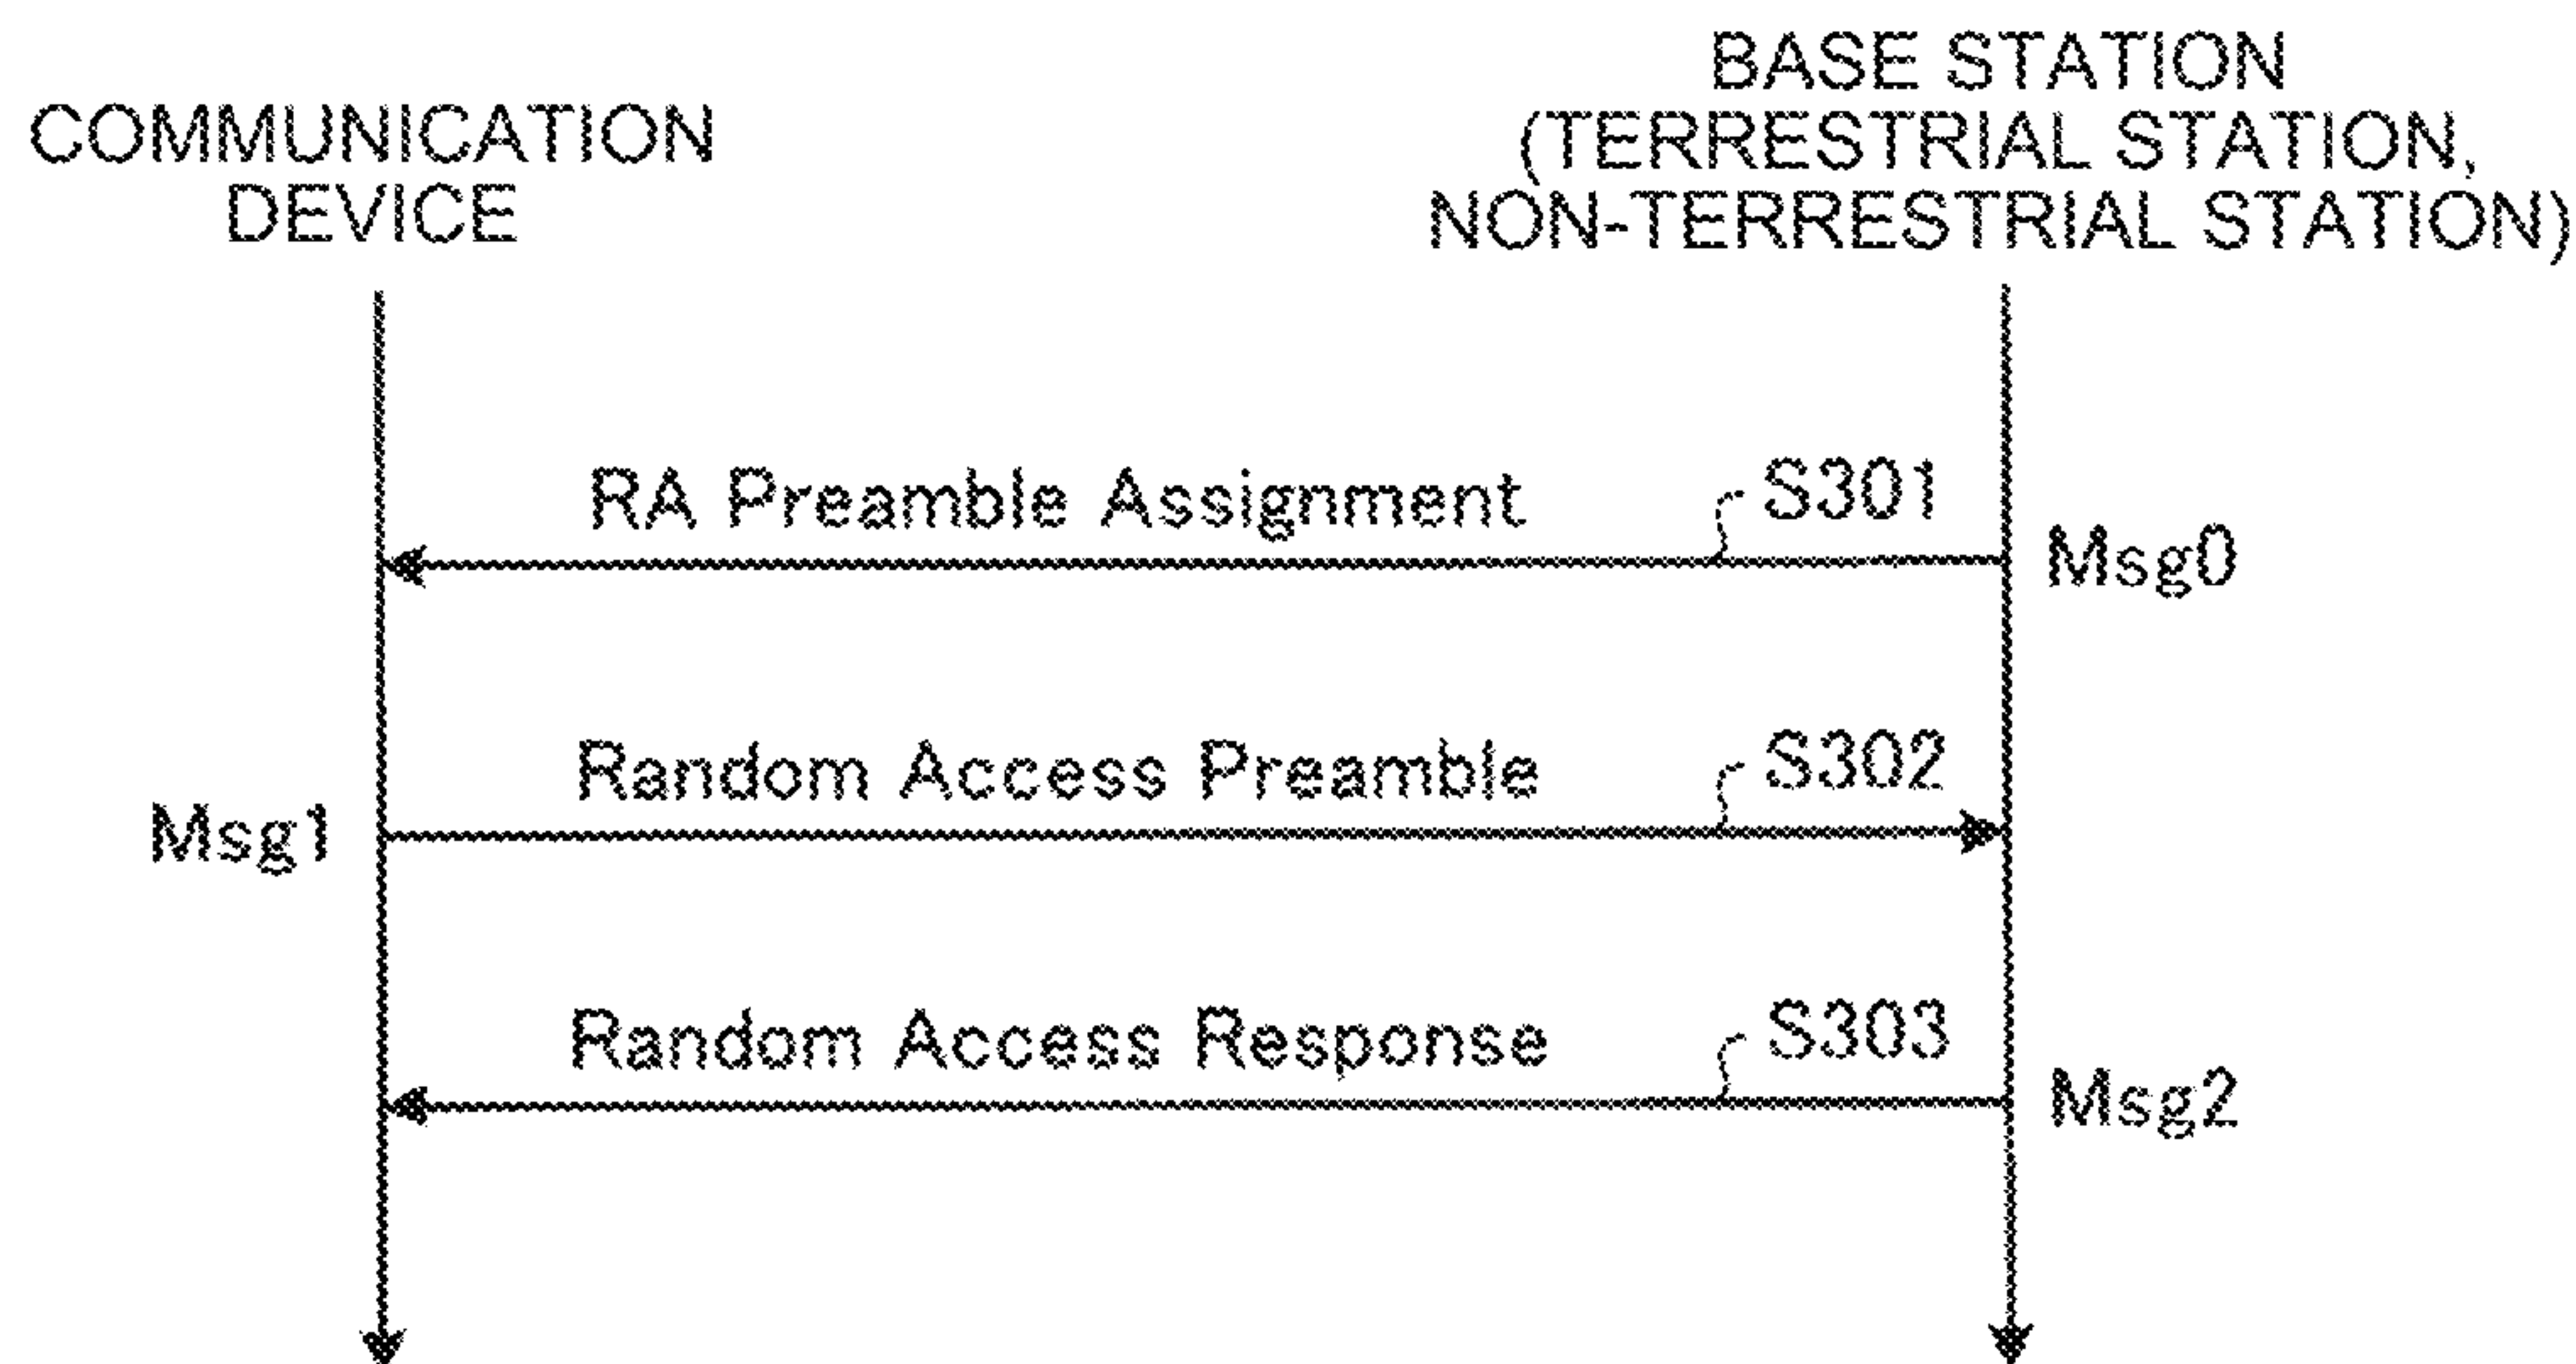 COMMUNICATION
DEVICE
BASE STATION
(TERRESTRIAL STATION,
NON-TERRESTRIAL STATION)
RA Preamble Assignment
S301
Msg0
Random Access Preamble
S302
Msg1
Random Access Response
S303
Msg2